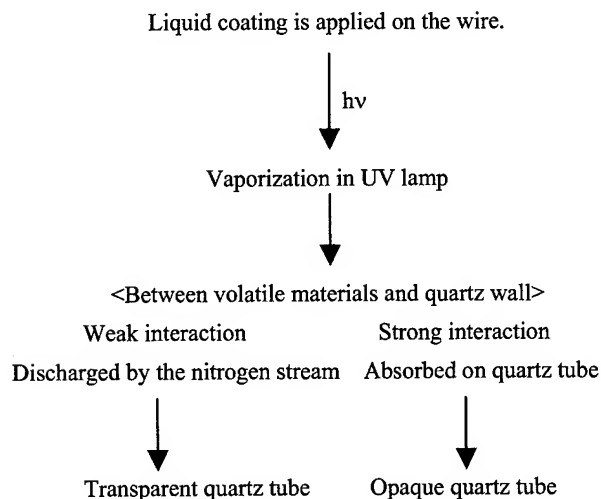 Liquid coating is applied on the wire.
hν
Vaporization in UV lamp
<Between volatile materials and quartz wall>
Weak interaction Strong interaction
Discharged by the nitrogen stream Absorbed on quartz tube
Transparent quartz tube Opaque quartz tube